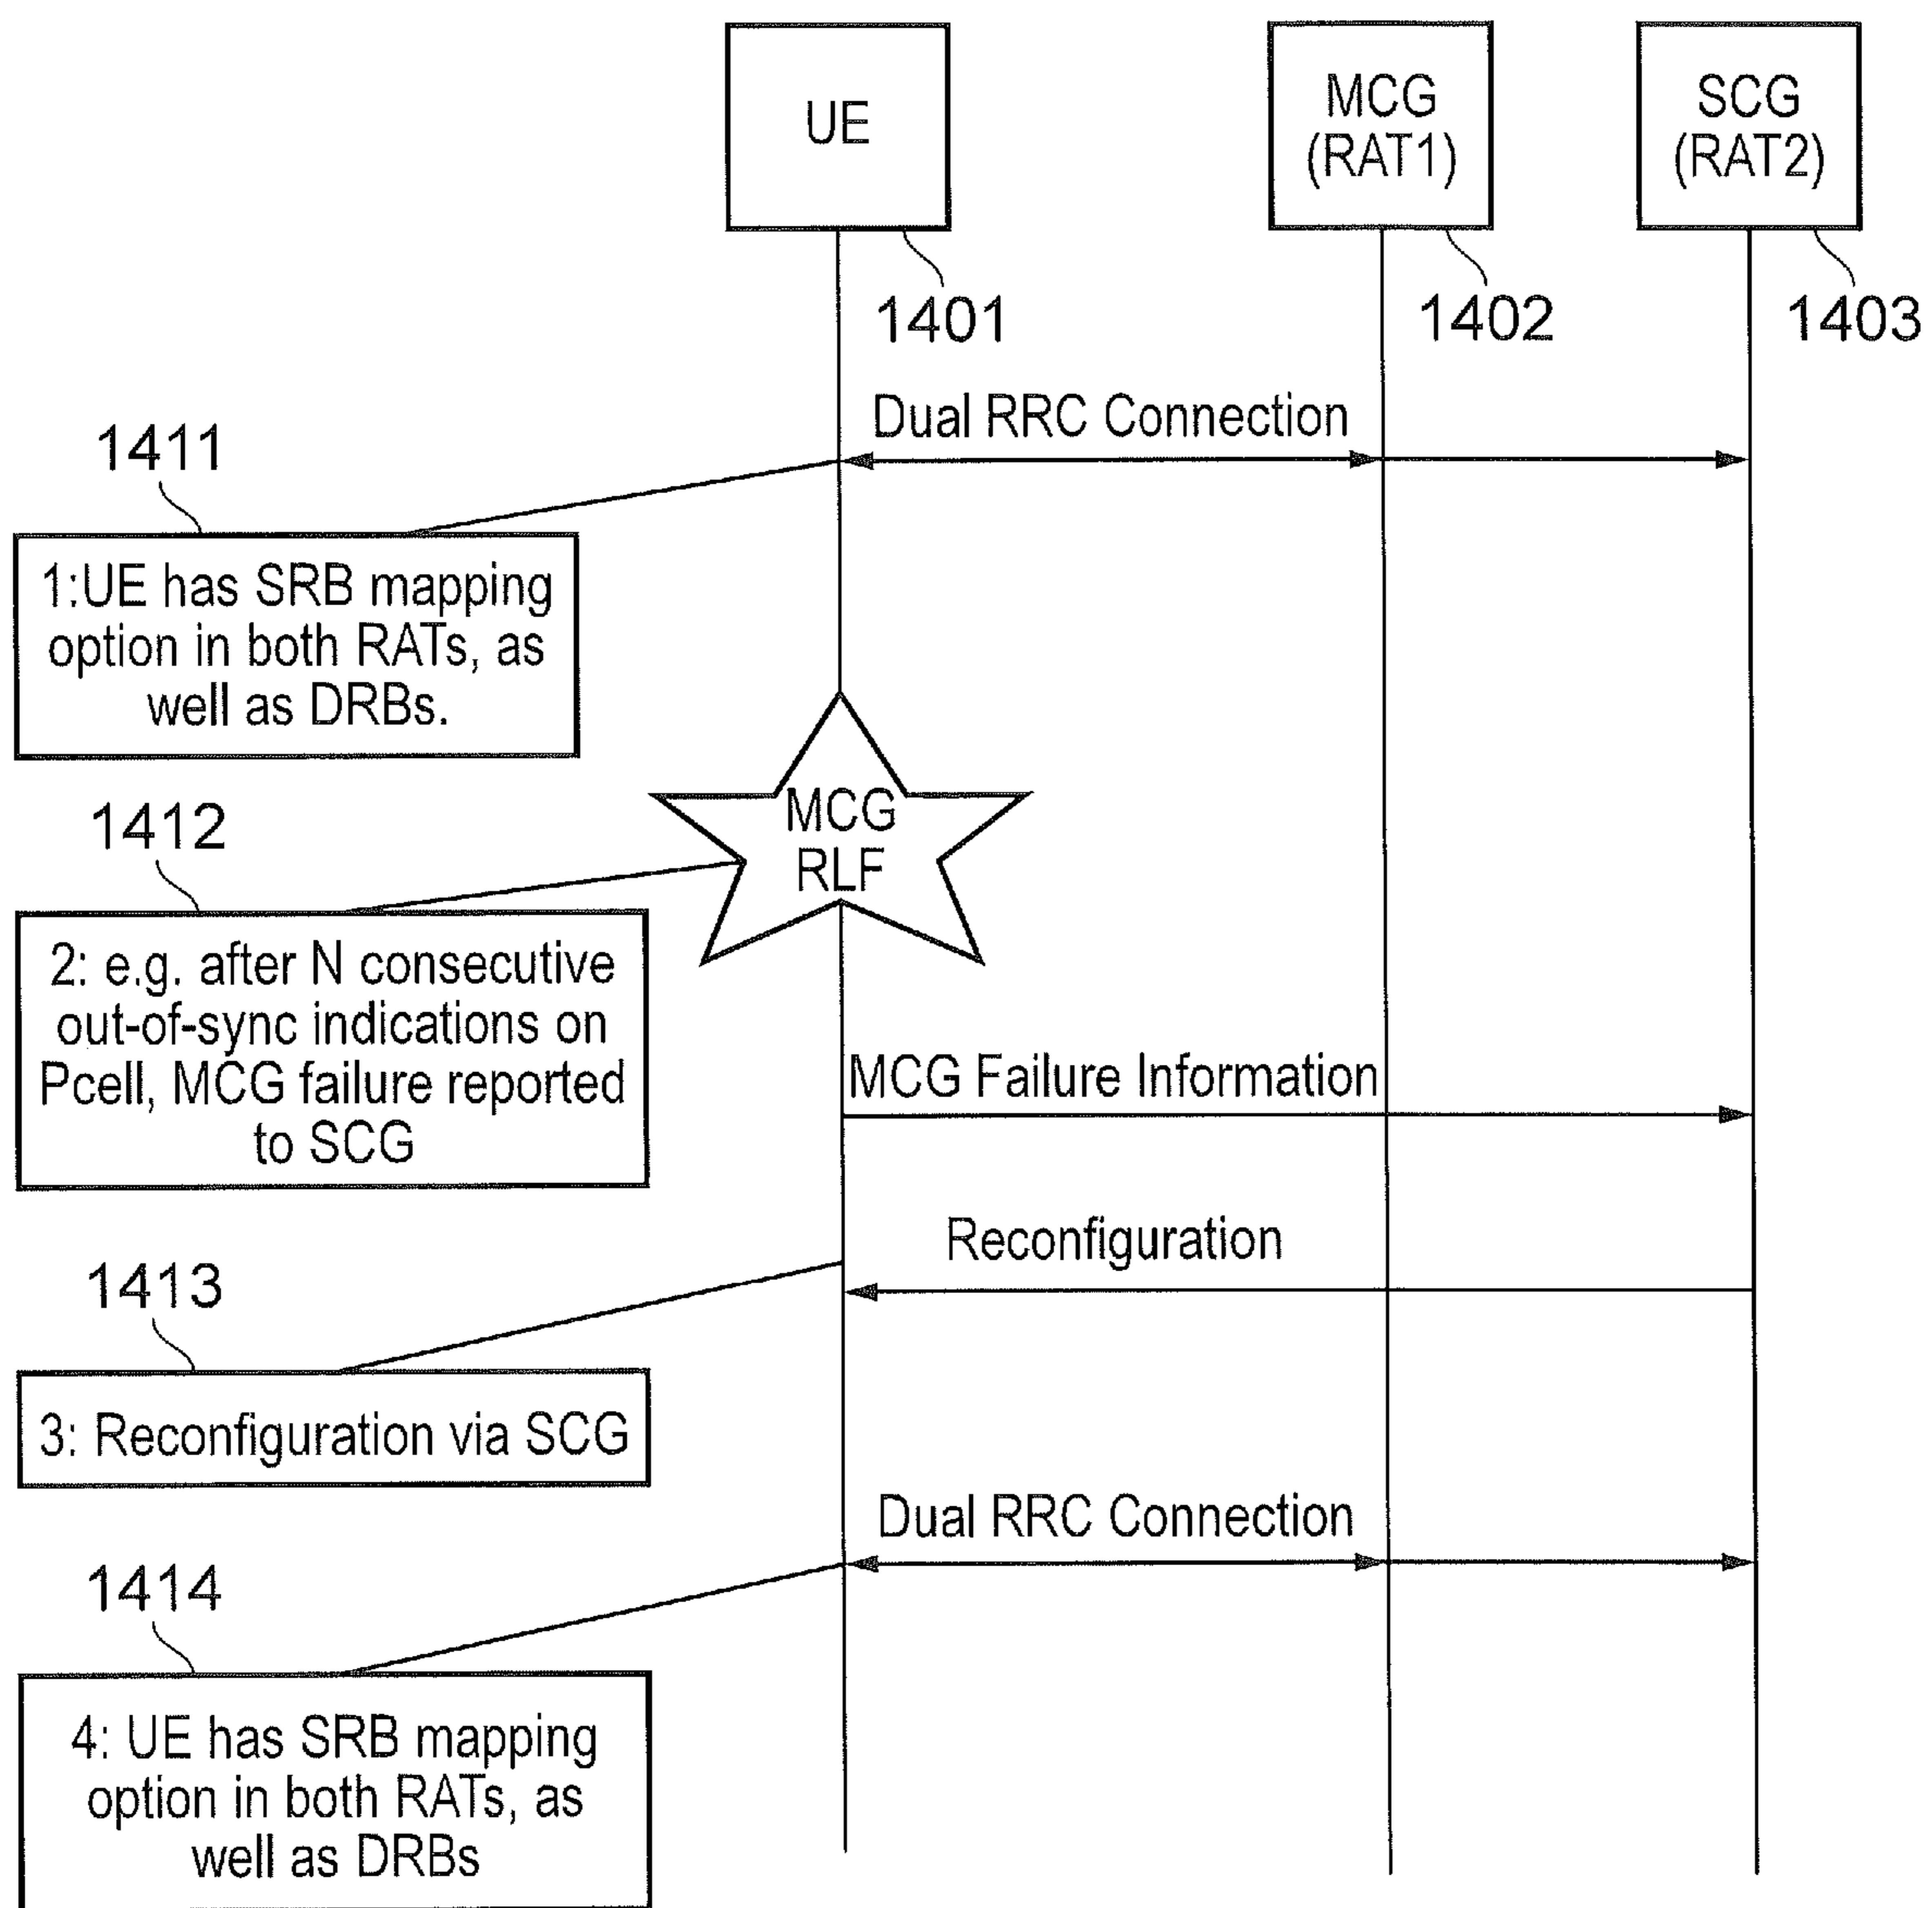 UE
MCG
(RAT1)
SCG
(RAT2)
1401
1402
1403
Dual RRC Connection
1411
1:UE has SRB mapping
option in both RATs, as
well as DRBs.
MCG
RLF
1412
2: e.g. after N consecutive
out-of-sync indications on
Pcell, MCG failure reported
to SCG
MCG Failure Information
Reconfiguration
1413
3: Reconfiguration via SCG
Dual RRC Connection
1414
4: UE has SRB mapping
option in both RATs, as
well as DRBs